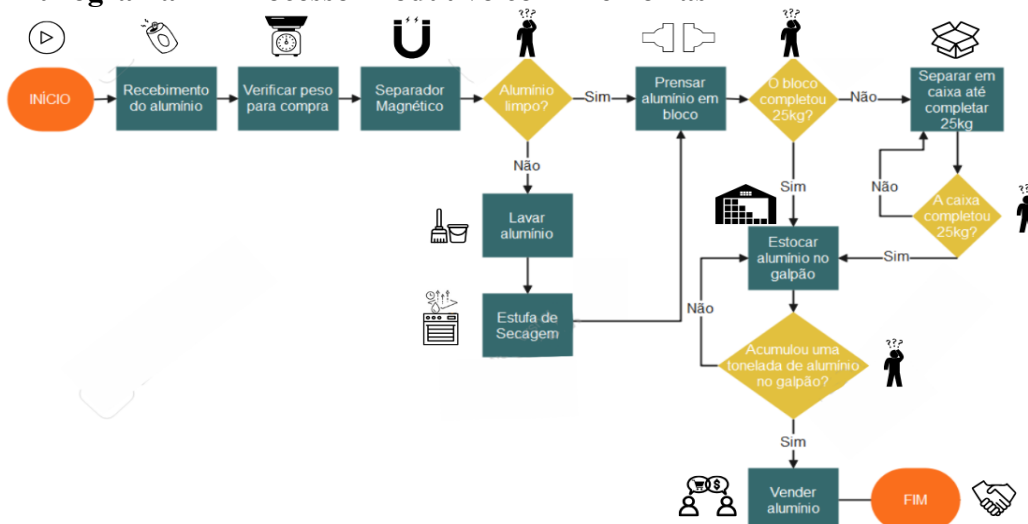 INÍCIO
Recebimento
do alumínio
Verificar peso
para compra
Separador
Magnético
???
Alumínio
limpo?
Sim
Prensar
alumínio em
bloco
???
O bloco
completou
25kg?
Não
Separar em
caixa até
completar
25kg
Não
Lavar
alumínio
Estufa de
Secagem
Sim
Não
A caixa
completou
25kg?
???
Sim
Estocar
alumínio no
galpão
Não
Acumulou uma
tonelada de alumínio
no galpão?
???
Sim
$
Vender
alumínio
FIM